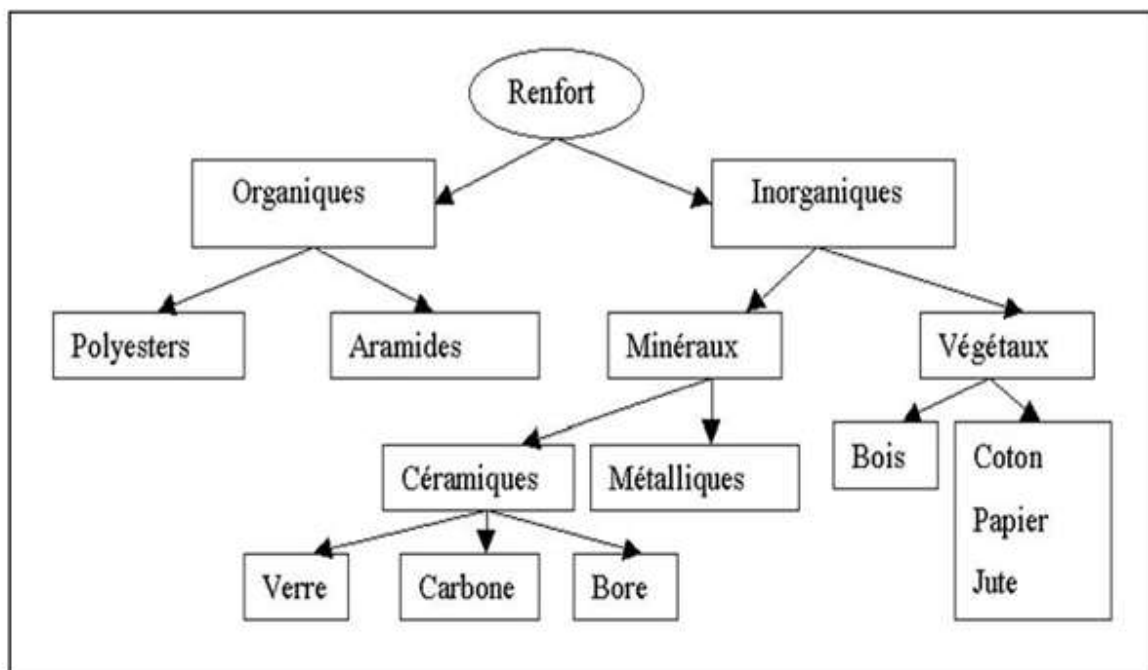 Renfort
Organiques
Inorganiques
Polyesters
Aramides
Minéraux
Végétaux
Céramiques
Métalliques
Bois
Coton
Papier
Jute
Verre
Carbone
Bore